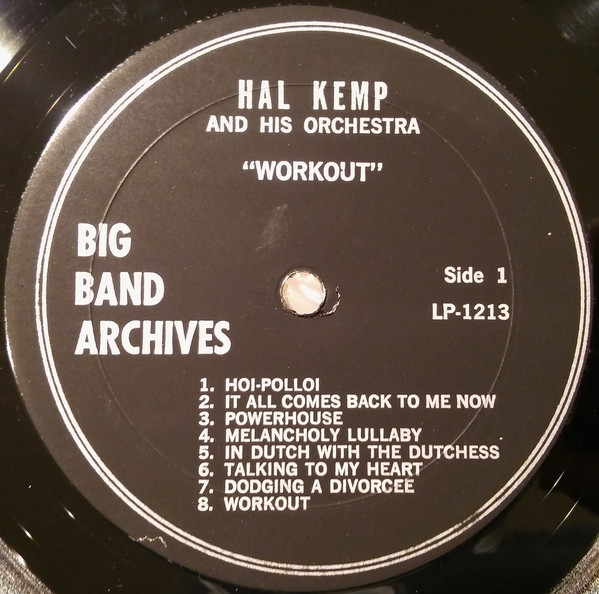 HAL KEMP
AND HIS ORCHESTRA
"WORKOUT"
BIG
BAND
ARCHIVES
Side 1
LP-1213
1. HOI-POLLOI
2. IT ALL COMES BACK TO ME NOW
3. POWERHOUSE
4. MELANCHOLY LULLABY
5. IN DUTCH WITH THE DUTCHESS
6. TALKING TO MY HEART
7. DODGING A DIVORCEE
8. WORKOUT